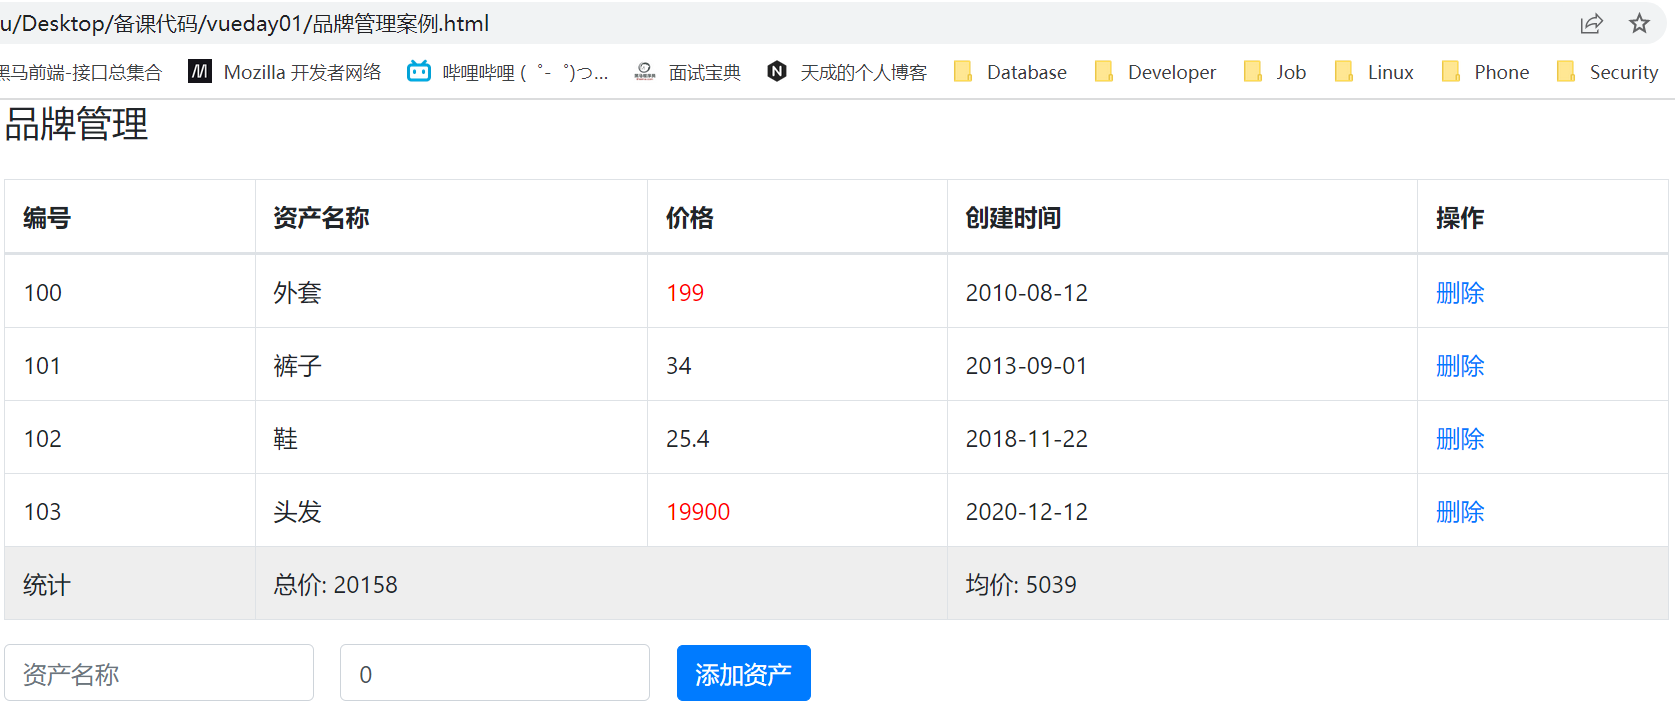 u/Desktop/备课代码/vueday01/品牌管理案例.html
黑马前端-接口总集合 Mozilla 开发者网络 哔哩哔哩 (゜-゜)つ... 面试宝典 天成的个人博客 Database Developer Job Linux Phone Security
品牌管理
编号 资产名称 价格 创建时间 操作
100 外套 199 2010-08-12 删除
101 裤子 34 2013-09-01 删除
102 鞋 25.4 2018-11-22 删除
103 头发 19900 2020-12-12 删除
统计 总价: 20158 均价: 5039
资产名称 0 添加资产